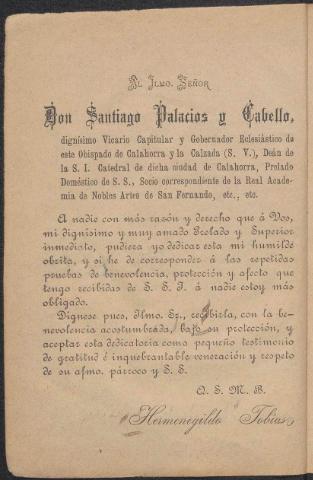 AL ILMO. SEÑOR
Don Santiago Palacios y Cabello,
dignísimo Vicario Capitular y Gobernador Eclesiástico de
este Obispado de Calahorra y la Calzada (S. V.), Deán de
la S. I. Catedral de dicha ciudad de Calahorra, Prelado
Doméstico de S. S., Socio correspondiente de la Real Acade-
mia de Nobles Artes de San Fernando, etc., etc.
A nadie con más razón y derecho que á Vos,
mi dignísimo y muy amado Prelado y Superior
inmediato, pudiera yo dedicar esta mi humilde
obrita, y si he de corresponder á las repetidas
pruebas de benevolencia, protección y afecto que
tengo recibidas de S. S. I. á nadie estoy más
obligado.
Dignese pues, Ilmo. Sr., recibirla, con la be-
nevolencia acostumbrada, bajo su protección, y
aceptar esta dedicatoria como pequeño testimonio
de gratitud é inquebrantable veneración y respeto
de su afmo. párroco y S. S.
Q. S. M. B.
Hermenegildo Tobias